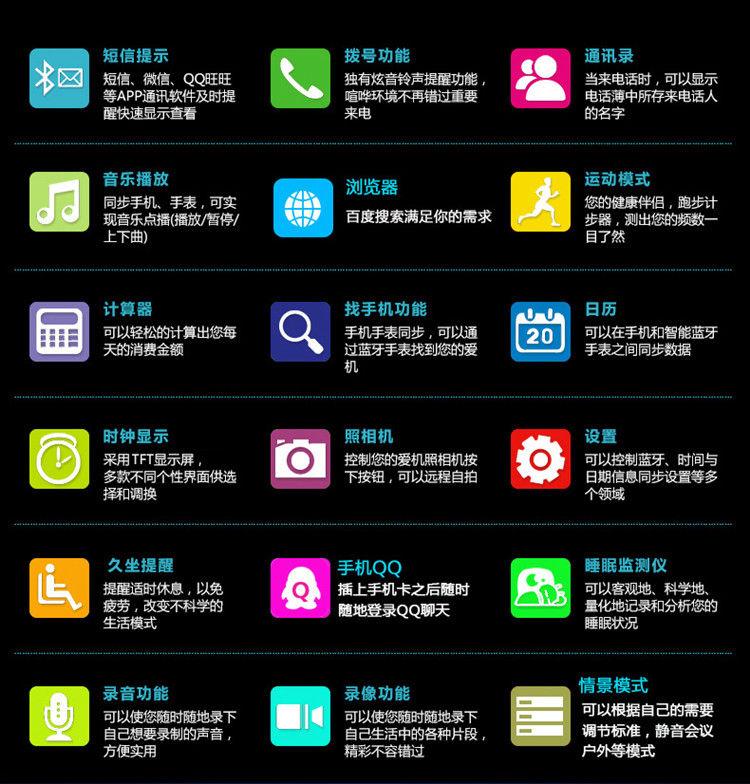 短信提示
短信、微信、QQ旺旺
等APP通讯软件及时提
醒快速显示查看
拨号功能
独有炫音铃声提醒功能，
喧哗环境不再错过重要
来电
通讯录
当来电话时，可以显示
电话薄中所存来电话人
的名字
音乐播放
同步手机、手表，可实
现音乐点播(播放/暂停/
上下曲)
浏览器
百度搜索满足你的需求
运动模式
您的健康伴侣，跑步计
步器，测出您的频数一
目了然
计算器
可以轻松的计算出您每
天的消费金额
找手机功能
手机手表同步，可以通
过蓝牙手表找到您的爱
机
20
日历
可以在手机和智能蓝牙
手表之间同步数据
时钟显示
采用TFT显示屏，
多款不同个性界面供选
择和调换
照相机
控制您的爱机照相机按
下按钮，可以远程自拍
设置
可以控制蓝牙、时间与
日期信息同步设置等多
个领域
久坐提醒
提醒适时休息，以免
疲劳，改变不科学的
生活模式
Q
手机QQ
插上手机卡之后随时
随地登录QQ聊天
睡眠监测仪
可以客观地、科学地、
量化地记录和分析您的
睡眠状况
录音功能
可以使您随时随地录下
自己想要录制的声音，
方便实用
录像功能
可以使您随时随地录下
自己生活中的各种片段，
精彩不容错过
情景模式
可以根据自己的需要
调节标准，静音会议
户外等模式